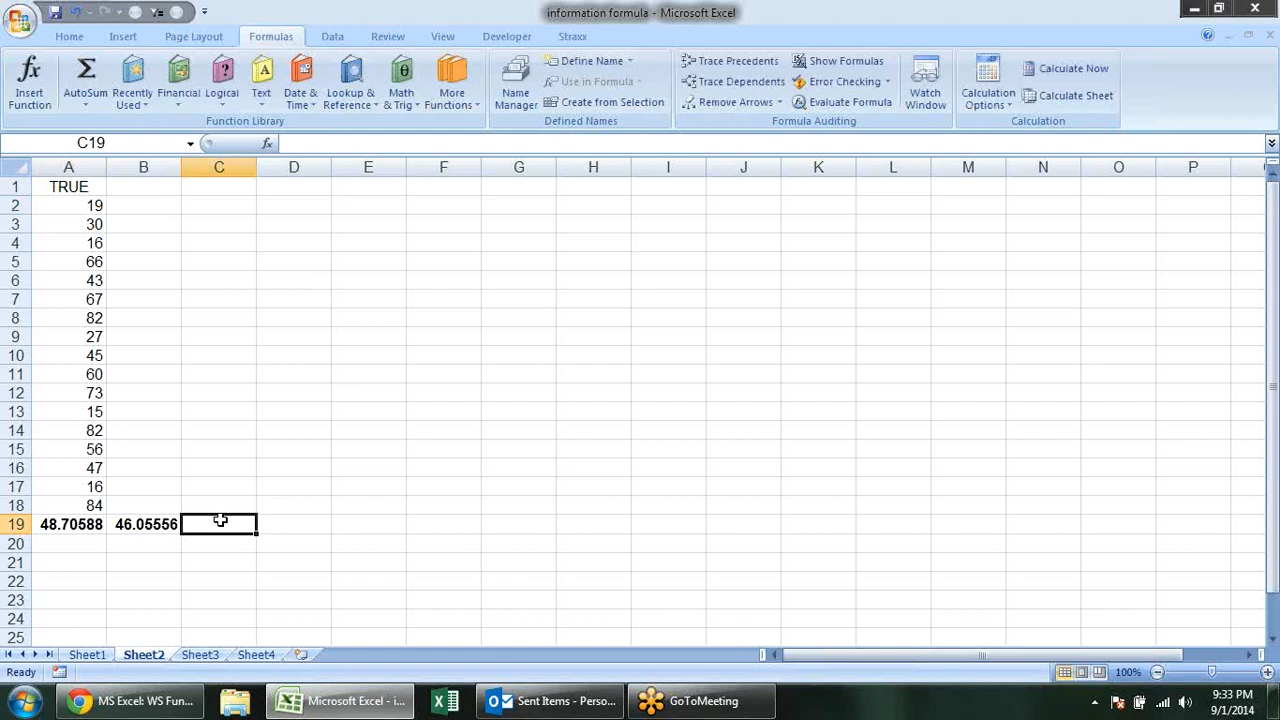 information formula - Microsoft Excel
Home Insert Page Layout Formulas Data Review View Developer Straxx
Insert Function
AutoSum
Recently Used
Financial
Logical
Text
Date & Time
Lookup & Reference
Math & Trig
More Functions
Function Library
Name Manager
Define Name
Use in Formula
Create from Selection
Defined Names
Trace Precedents
Trace Dependents
Remove Arrows
Show Formulas
Error Checking
Evaluate Formula
Formula Auditing
Watch Window
Calculation Options
Calculate Now
Calculate Sheet
Calculation
C19 fx
A B C D E F G H I J K L M N O P
1 TRUE
2 19
3 30
4 16
5 66
6 43
7 67
8 82
9 27
10 45
11 60
12 73
13 15
14 82
15 56
16 47
17 16
18 84
19 48.70588 46.05556
20
21
22
23
24
25
Sheet1 Sheet2 Sheet3 Sheet4
Ready 100%
MS Excel: WS Fun... Microsoft Excel - i... Sent Items - Perso... GoToMeeting
9:33 PM
9/1/2014